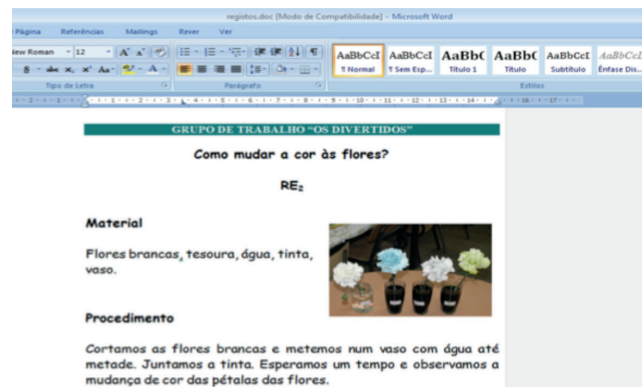 registos.doc [Modo de Compatibilidade] - Microsoft Word
Página Referências Mailings Rever Ver
New Roman 12 A A
S abc x, x' Aa A
AaBbCcI AaBbCcI AaBbC AaBbC AaBbCcI AaBbCcI
¶ Normal ¶ Sem Esp... Título 1 Título Subtítulo Ênfase Dis...
Tipo de Letra Parágrafo Estilos
GRUPO DE TRABALHO "OS DIVERTIDOS"
Como mudar a cor às flores?
RE₂
Material
Flores brancas, tesoura, água, tinta,
vaso.
Procedimento
Cortamos as flores brancas e metemos num vaso com água até
metade. Juntamos a tinta. Esperamos um tempo e observamos a
mudança de cor das pétalas das flores.